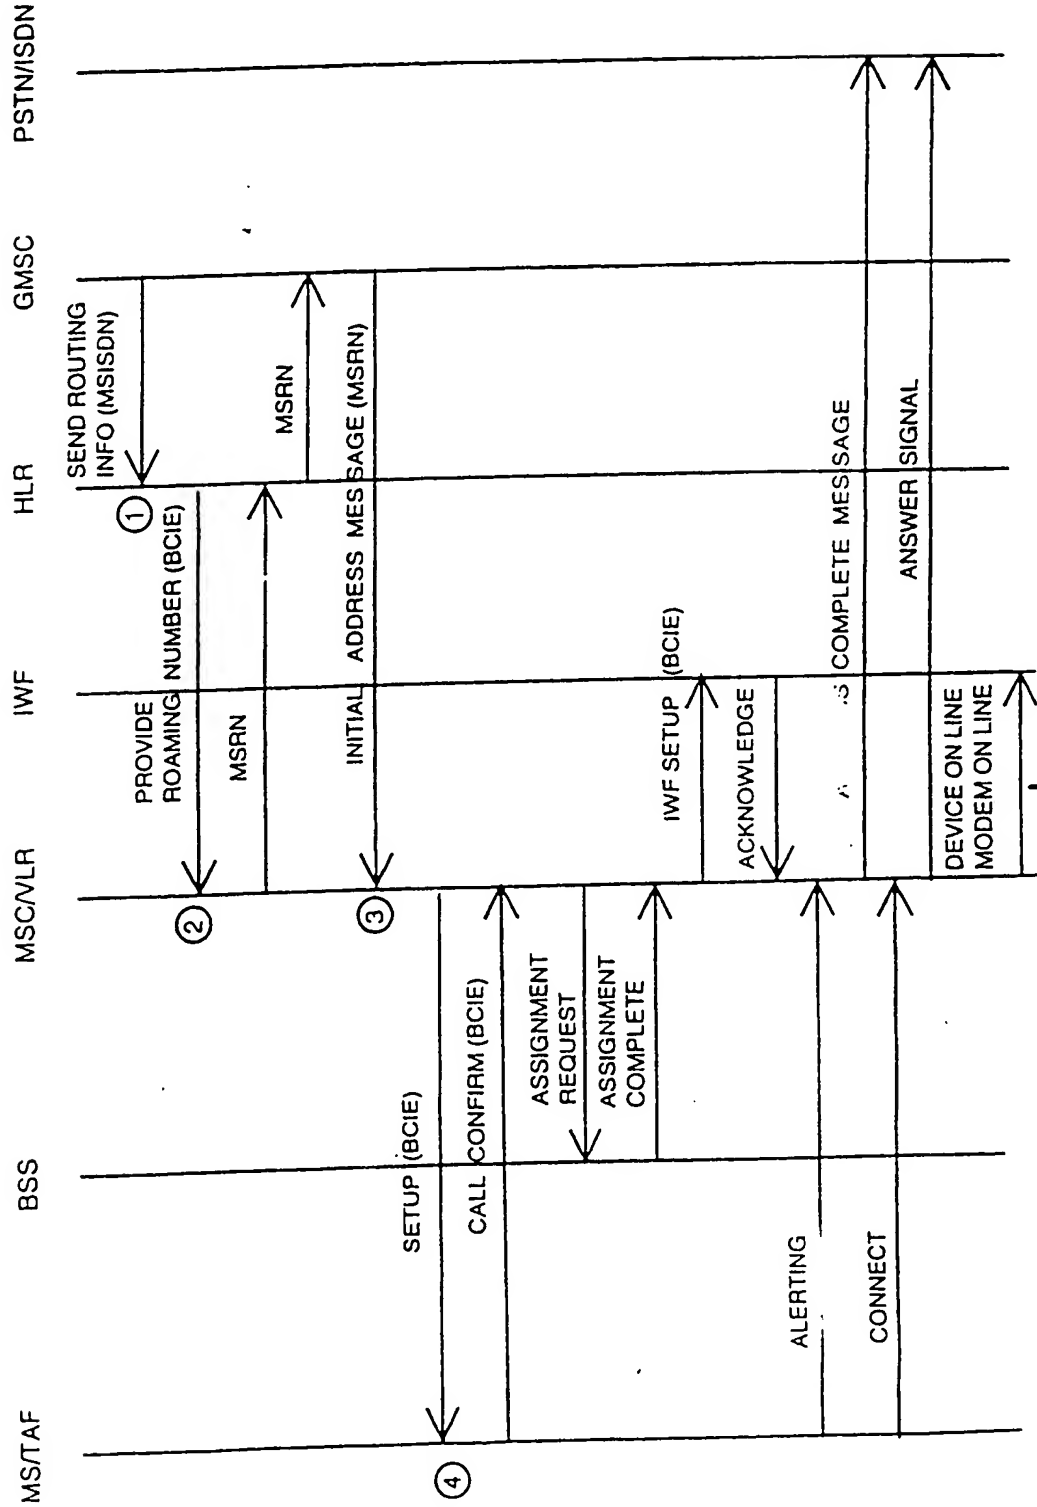 MS/TAF
BSS
MSC/VLR
IWF
HLR
GMSC
PSTN/ISDN
SEND ROUTING
INFO (MSISDN)
1
PROVIDE
ROAMING NUMBER (BCIE)
2
MSRN
MSRN
INITIAL ADDRESS MESSAGE (MSRN)
3
SETUP (BCIE)
4
CALL CONFIRM (BCIE)
ASSIGNMENT
REQUEST
ASSIGNMENT
COMPLETE
IWF SETUP (BCIE)
ACKNOWLEDGE
ALERTING
COMPLETE MESSAGE
CONNECT
ANSWER SIGNAL
DEVICE ON LINE
MODEM ON LINE